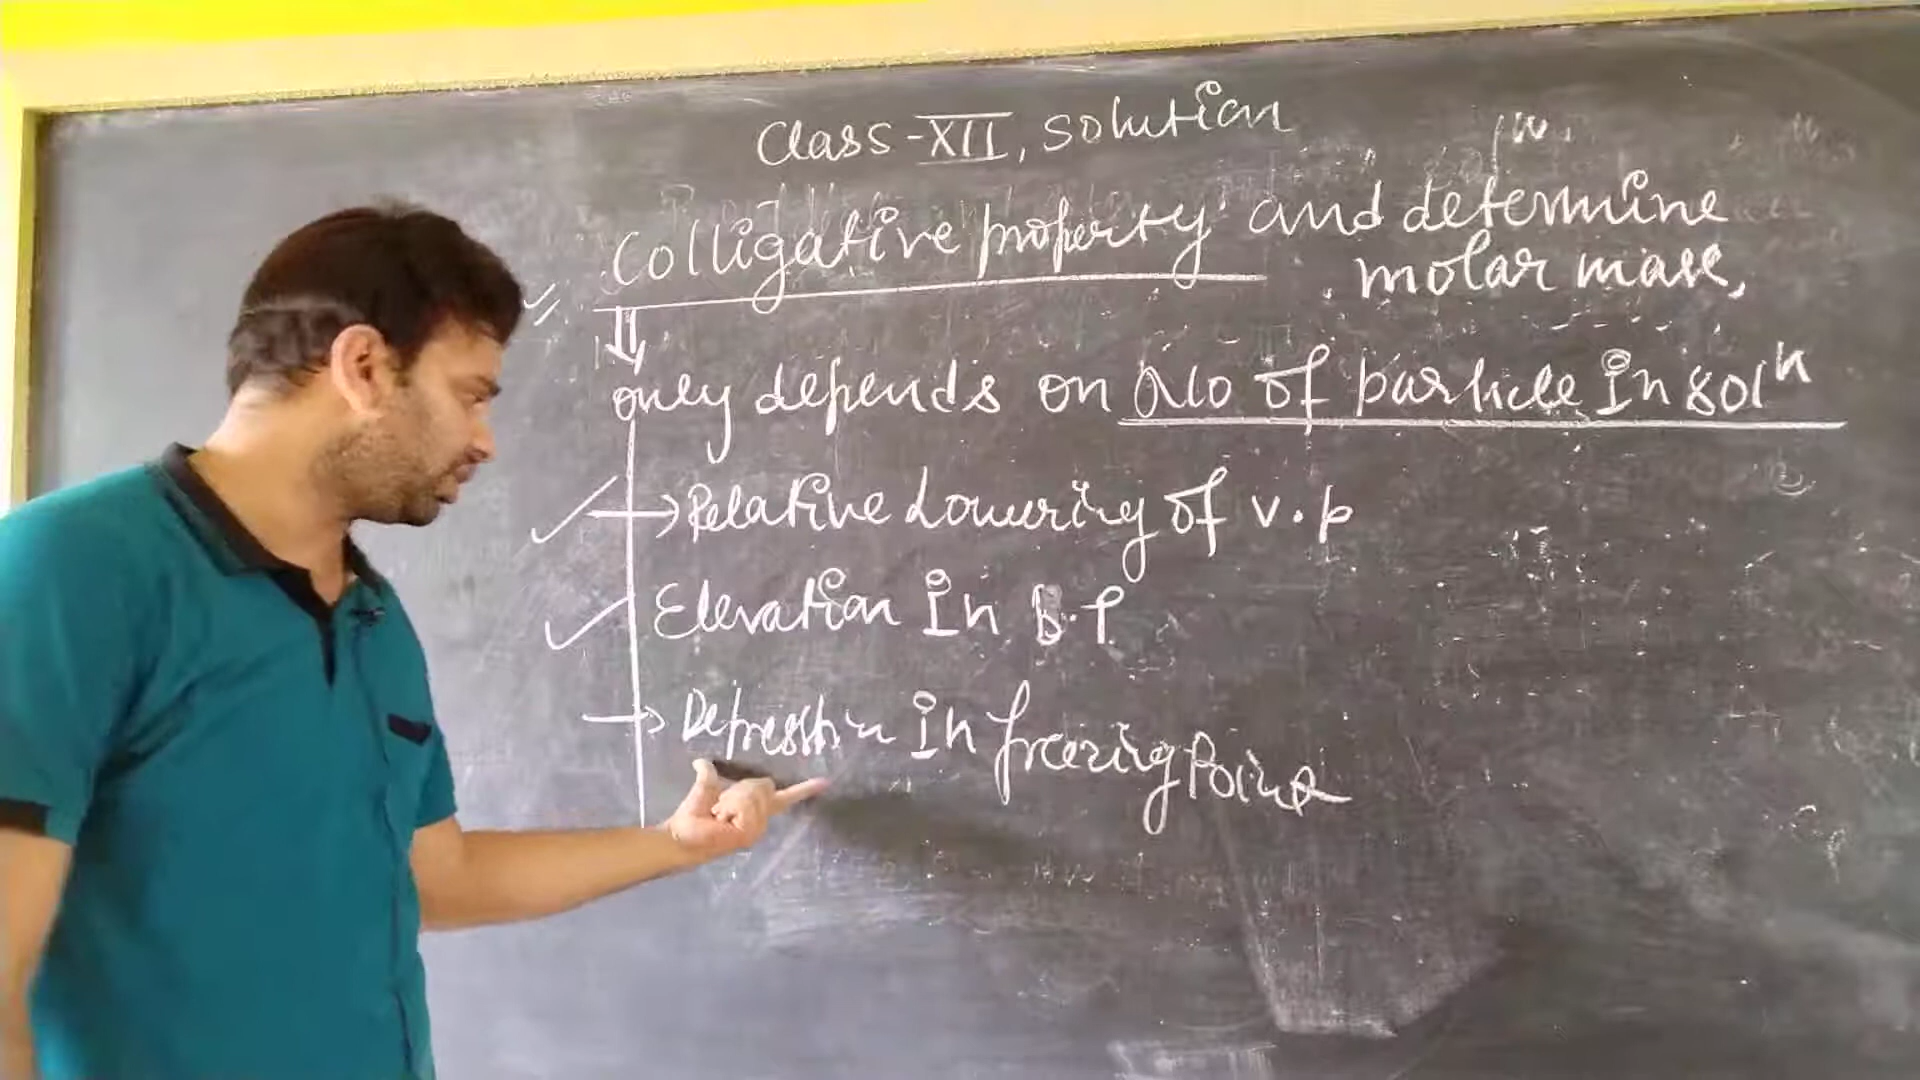 Class-XII, Solution
Colligative property and determine
molar mass,
only depends on No of particle In solⁿ
Relative Lowering of v.p
Elevation In B.P
Depression In freezing Point